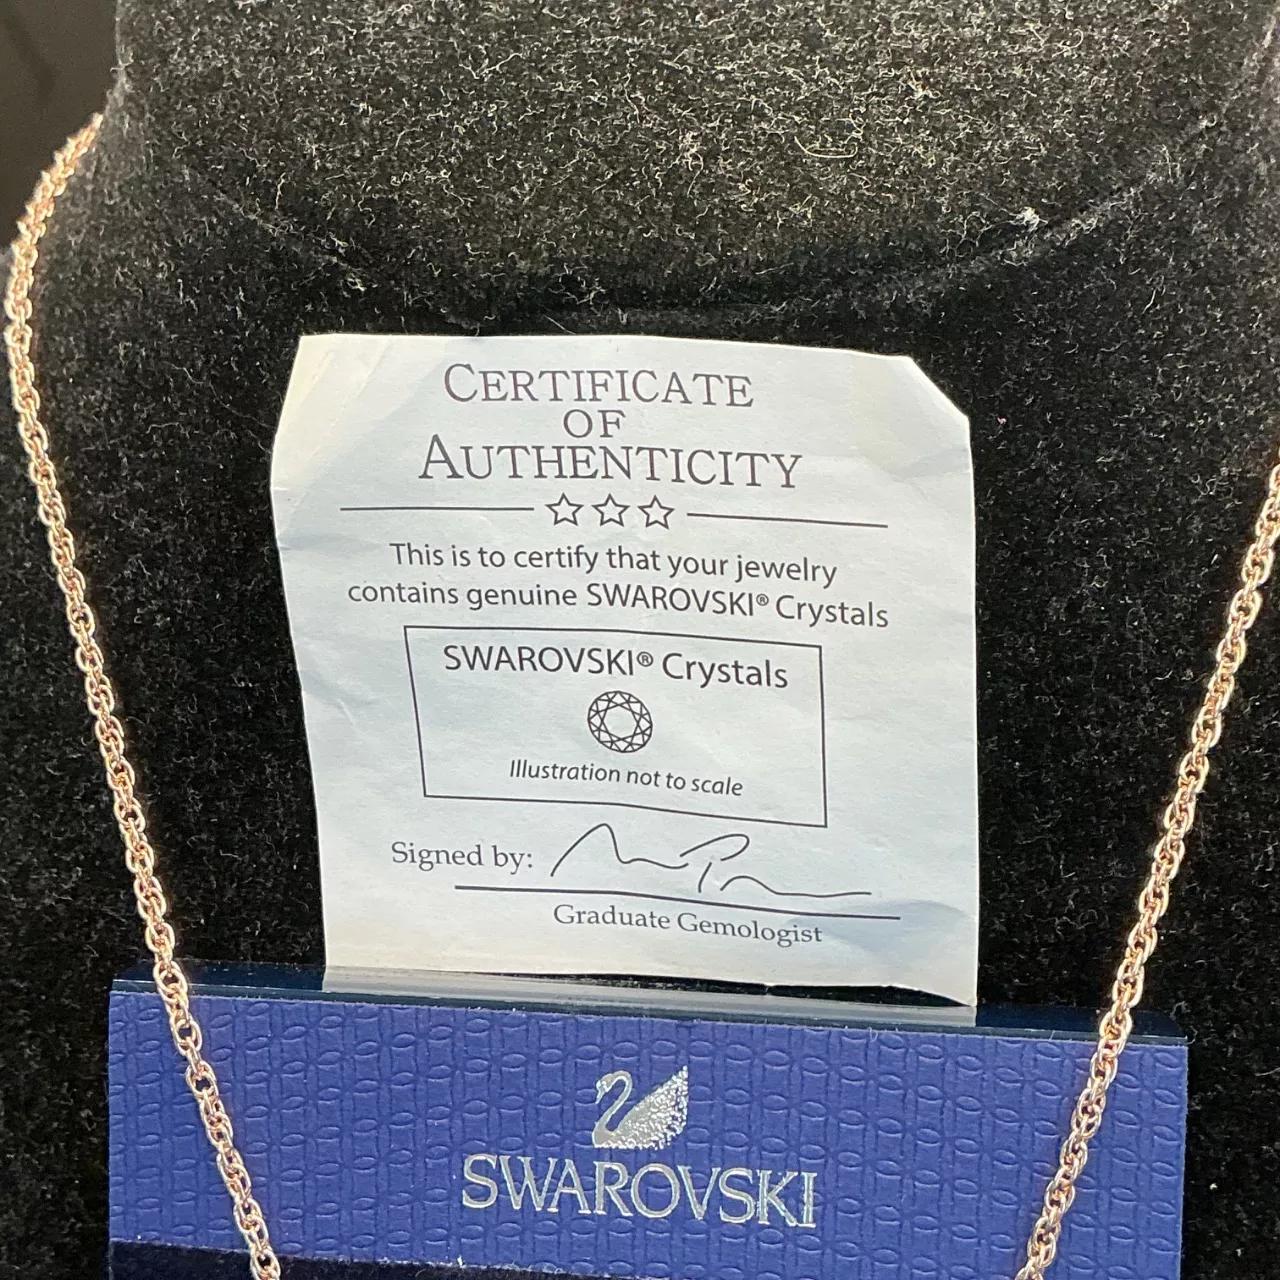 CERTIFICATE
OF
AUTHENTICITY
This is to certify that your jewelry
contains genuine SWAROVSKI® Crystals
SWAROVSKI® Crystals
Illustration not to scale
Signed by:
Graduate Gemologist
SWAROVSKI